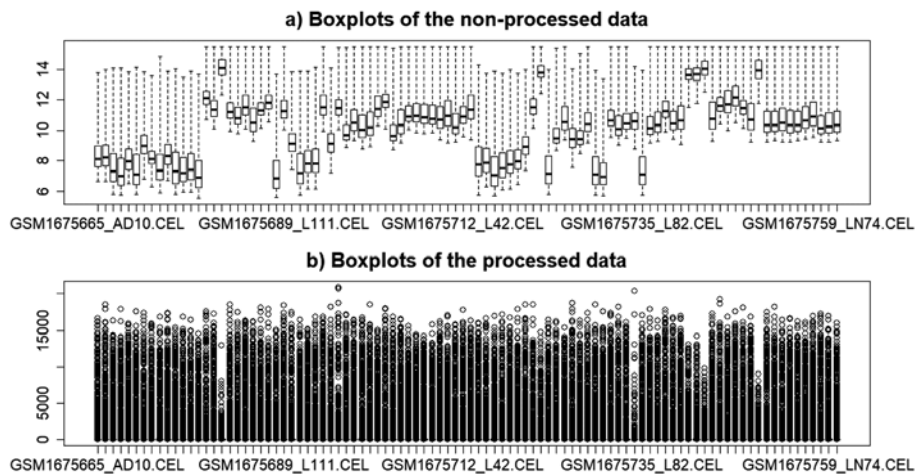 a) Boxplots of the non-processed data
14
12
10
8
6
GSM1675665_AD10.CEL GSM1675689_L111.CEL GSM1675712_L42.CEL GSM1675735_L82.CEL GSM1675759_LN74.CEL
b) Boxplots of the processed data
15000
5000
0
GSM1675665_AD10.CEL GSM1675689_L111.CEL GSM1675712_L42.CEL GSM1675735_L82.CEL GSM1675759_LN74.CEL